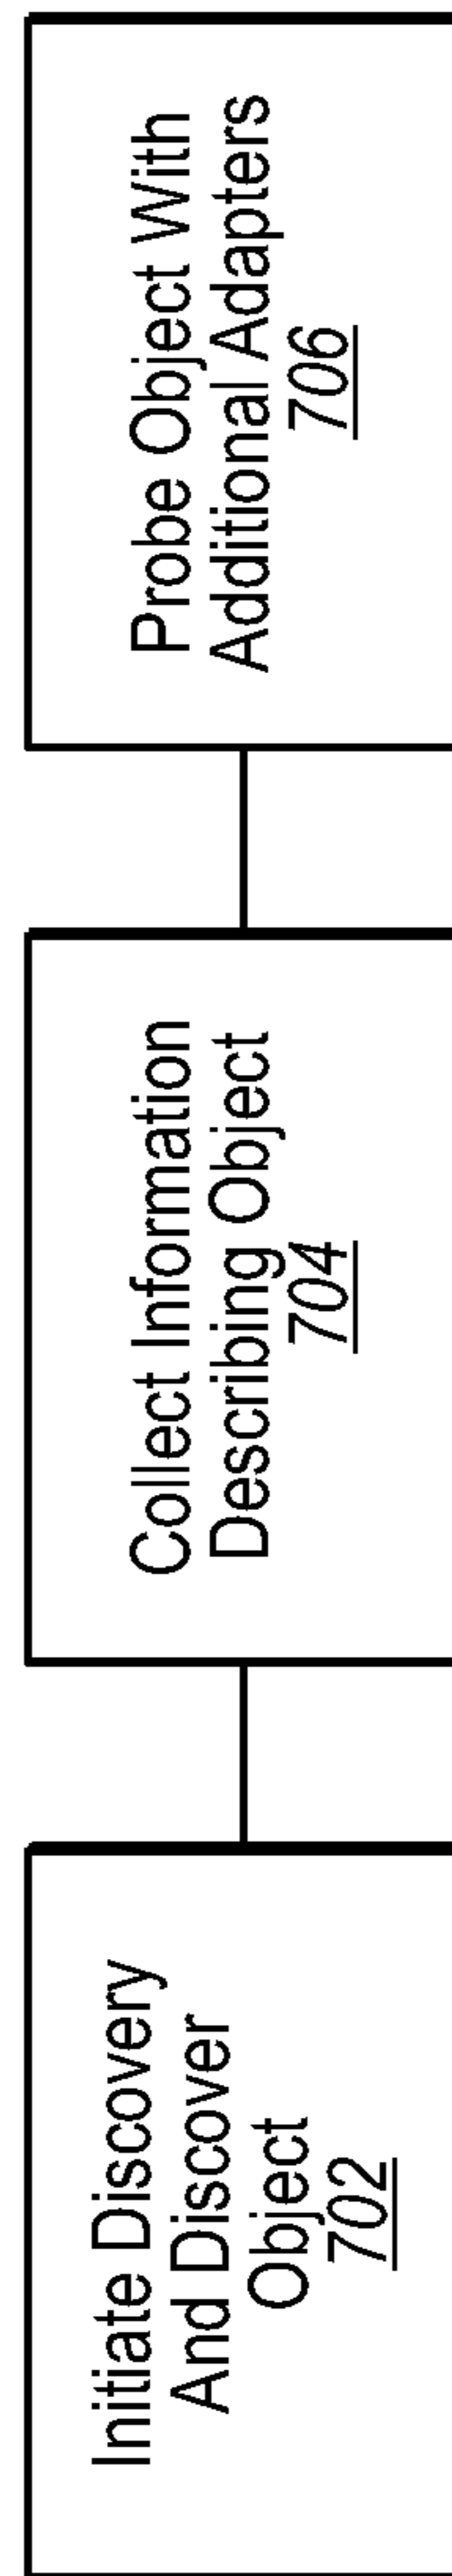 Initiate Discovery
And Discover
Object
702
Collect Information
Describing Object
704
Probe Object With
Additional Adapters
706